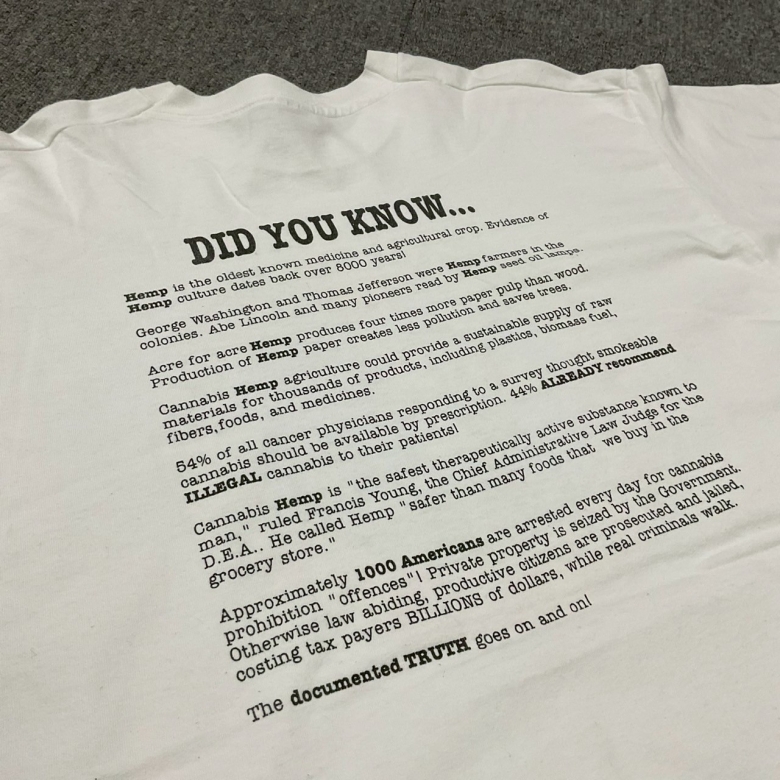 DID YOU KNOW...
Hemp is the oldest known medicine and agricultural crop. Evidence of
Hemp culture dates back over 8000 years!
George Washington and Thomas Jefferson were Hemp farmers in the
colonies. Abe Lincoln and many pioneers read by Hemp seed oil lamps.
Acre for acre Hemp produces four times more paper pulp than wood.
Production of Hemp paper creates less pollution and saves trees.
Cannabis Hemp agriculture could provide a sustainable supply of raw
materials for thousands of products, including plastics, biomass fuel,
fibers,foods, and medicines.
54% of all cancer physicians responding to a survey thought smokeable
cannabis should be available by prescription. 44% ALREADY recommend
ILLEGAL cannabis to their patients!
Cannabis Hemp is "the safest therapeutically active substance known to
man," ruled Francis Young, the Chief Administrative Law Judge for the
D.E.A.. He called Hemp "safer than many foods that we buy in the
grocery store."
Approximately 1000 Americans are arrested every day for cannabis
prohibition "offences"! Private property is seized by the Government.
Otherwise law abiding, productive citizens are prosecuted and jailed,
costing tax payers BILLIONS of dollars, while real criminals walk.
The documented TRUTH goes on and on!